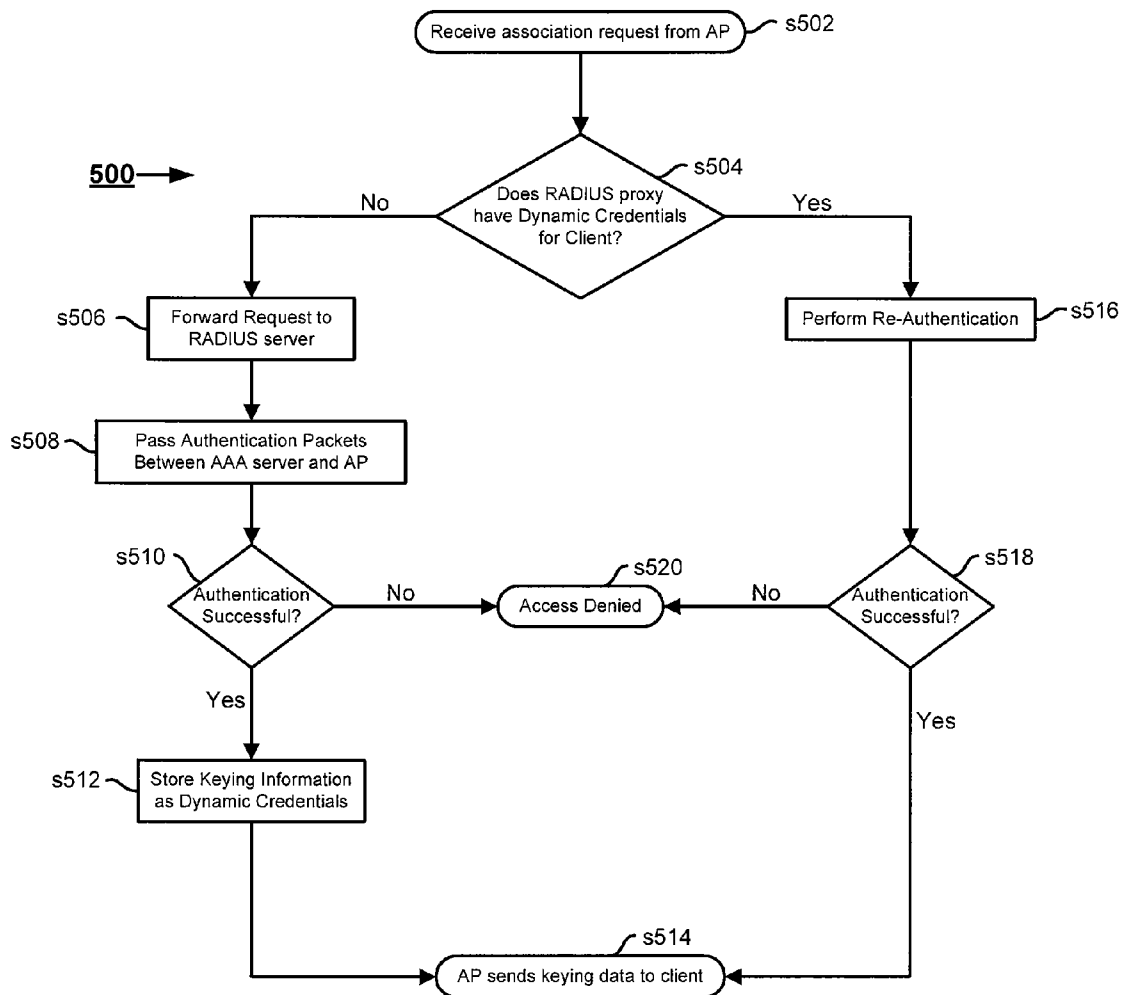 Receive association request from AP
s502
500
s504
Does RADIUS proxy
have Dynamic Credentials
for Client?
No
Yes
s506
Forward Request to
RADIUS server
Perform Re-Authentication
s516
s508
Pass Authentication Packets
Between AAA server and AP
s510
Authentication
Successful?
No
s520
Access Denied
No
s518
Authentication
Successful?
Yes
Yes
s512
Store Keying Information
as Dynamic Credentials
s514
AP sends keying data to client